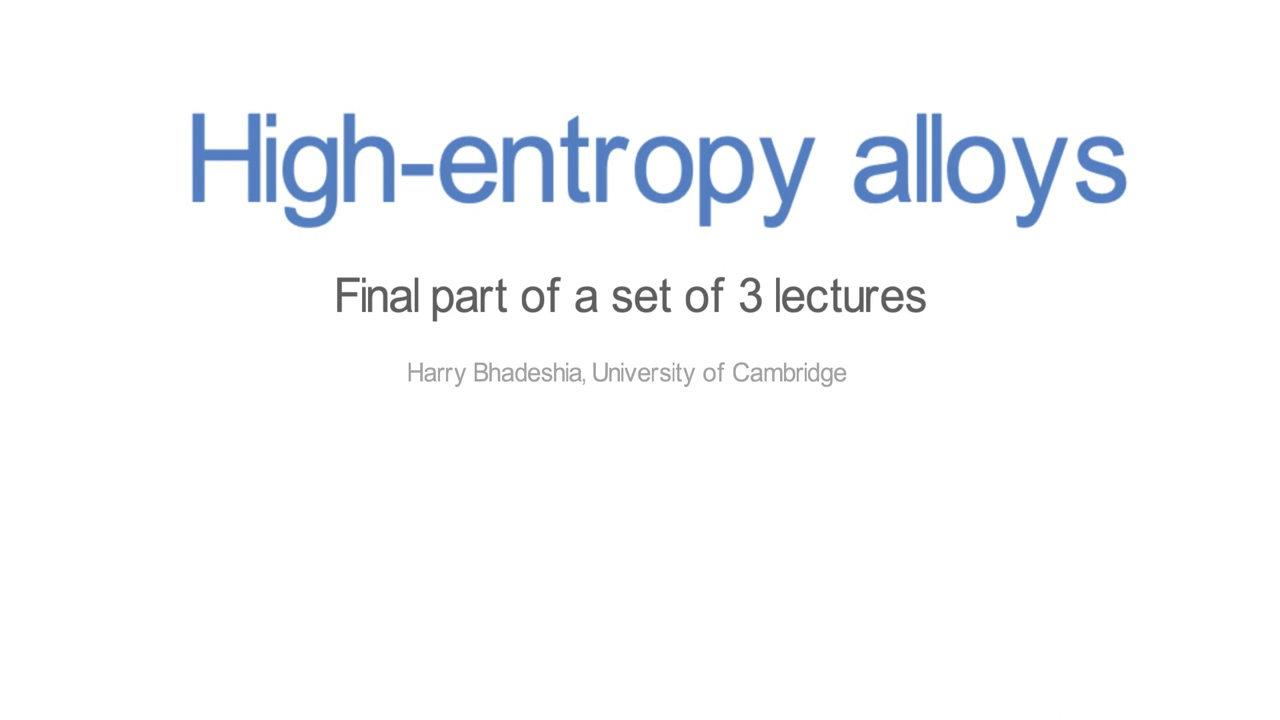 High-entropy alloys
Final part of a set of 3 lectures
Harry Bhadeshia, University of Cambridge